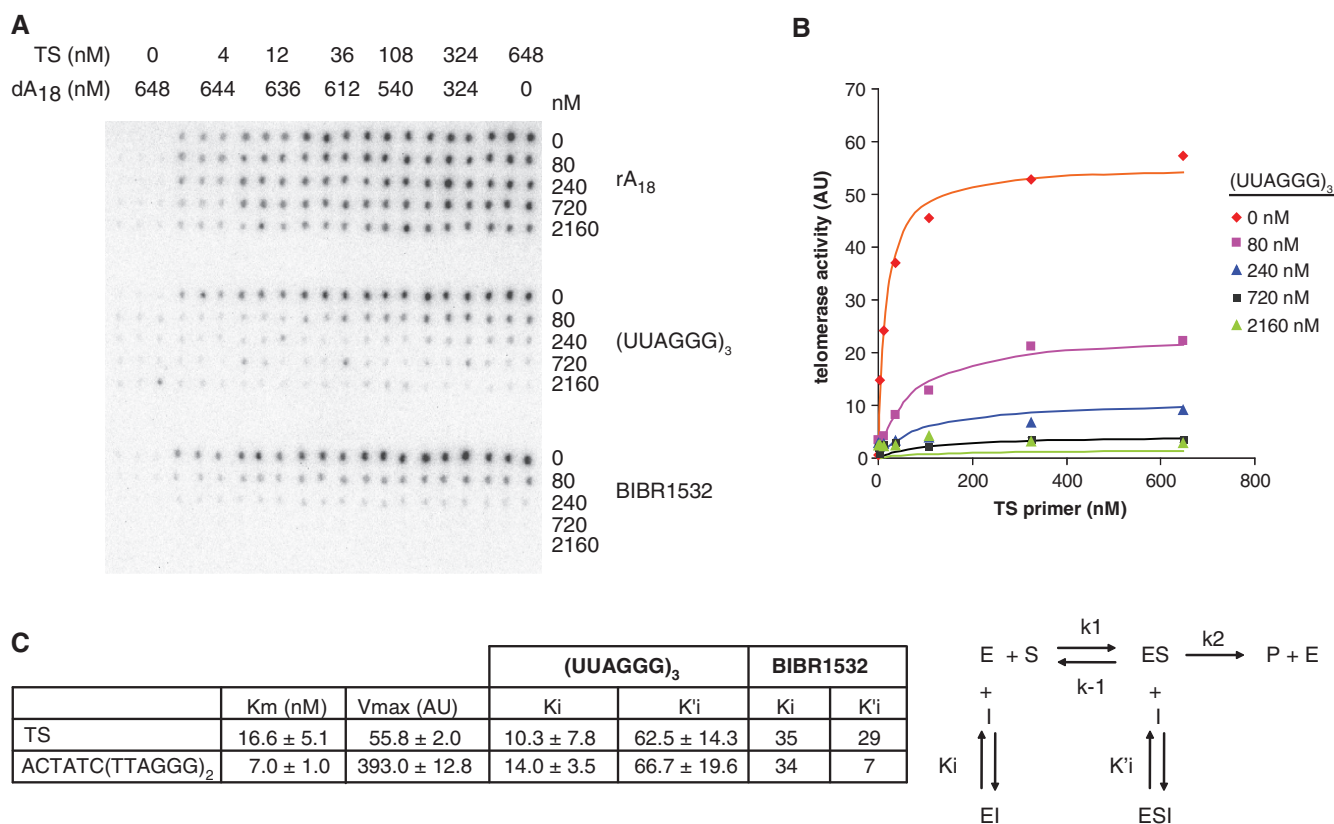 A
TS (nM) 0 4 12 36 108 324 648
dA18 (nM) 648 644 636 612 540 324 0
nM
0
80
240
720
2160
rA18
0
80
240
720
2160
(UUAGGG)3
0
80
240
720
2160
BIBR1532
B
70
60
50
40
30
20
10
0
telomerase activity (AU)
0 200 400 600 800
TS primer (nM)
(UUAGGG)3
0 nM
80 nM
240 nM
720 nM
2160 nM
C
(UUAGGG)3 BIBR1532
Km (nM) Vmax (AU) Ki K'i Ki K'i
TS 16.6 ± 5.1 55.8 ± 2.0 10.3 ± 7.8 62.5 ± 14.3 35 29
ACTATC(TTAGGG)2 7.0 ± 1.0 393.0 ± 12.8 14.0 ± 3.5 66.7 ± 19.6 34 7
k1 k2
E + S ES P + E
k-1
+ +
I I
Ki K'i
EI ESI